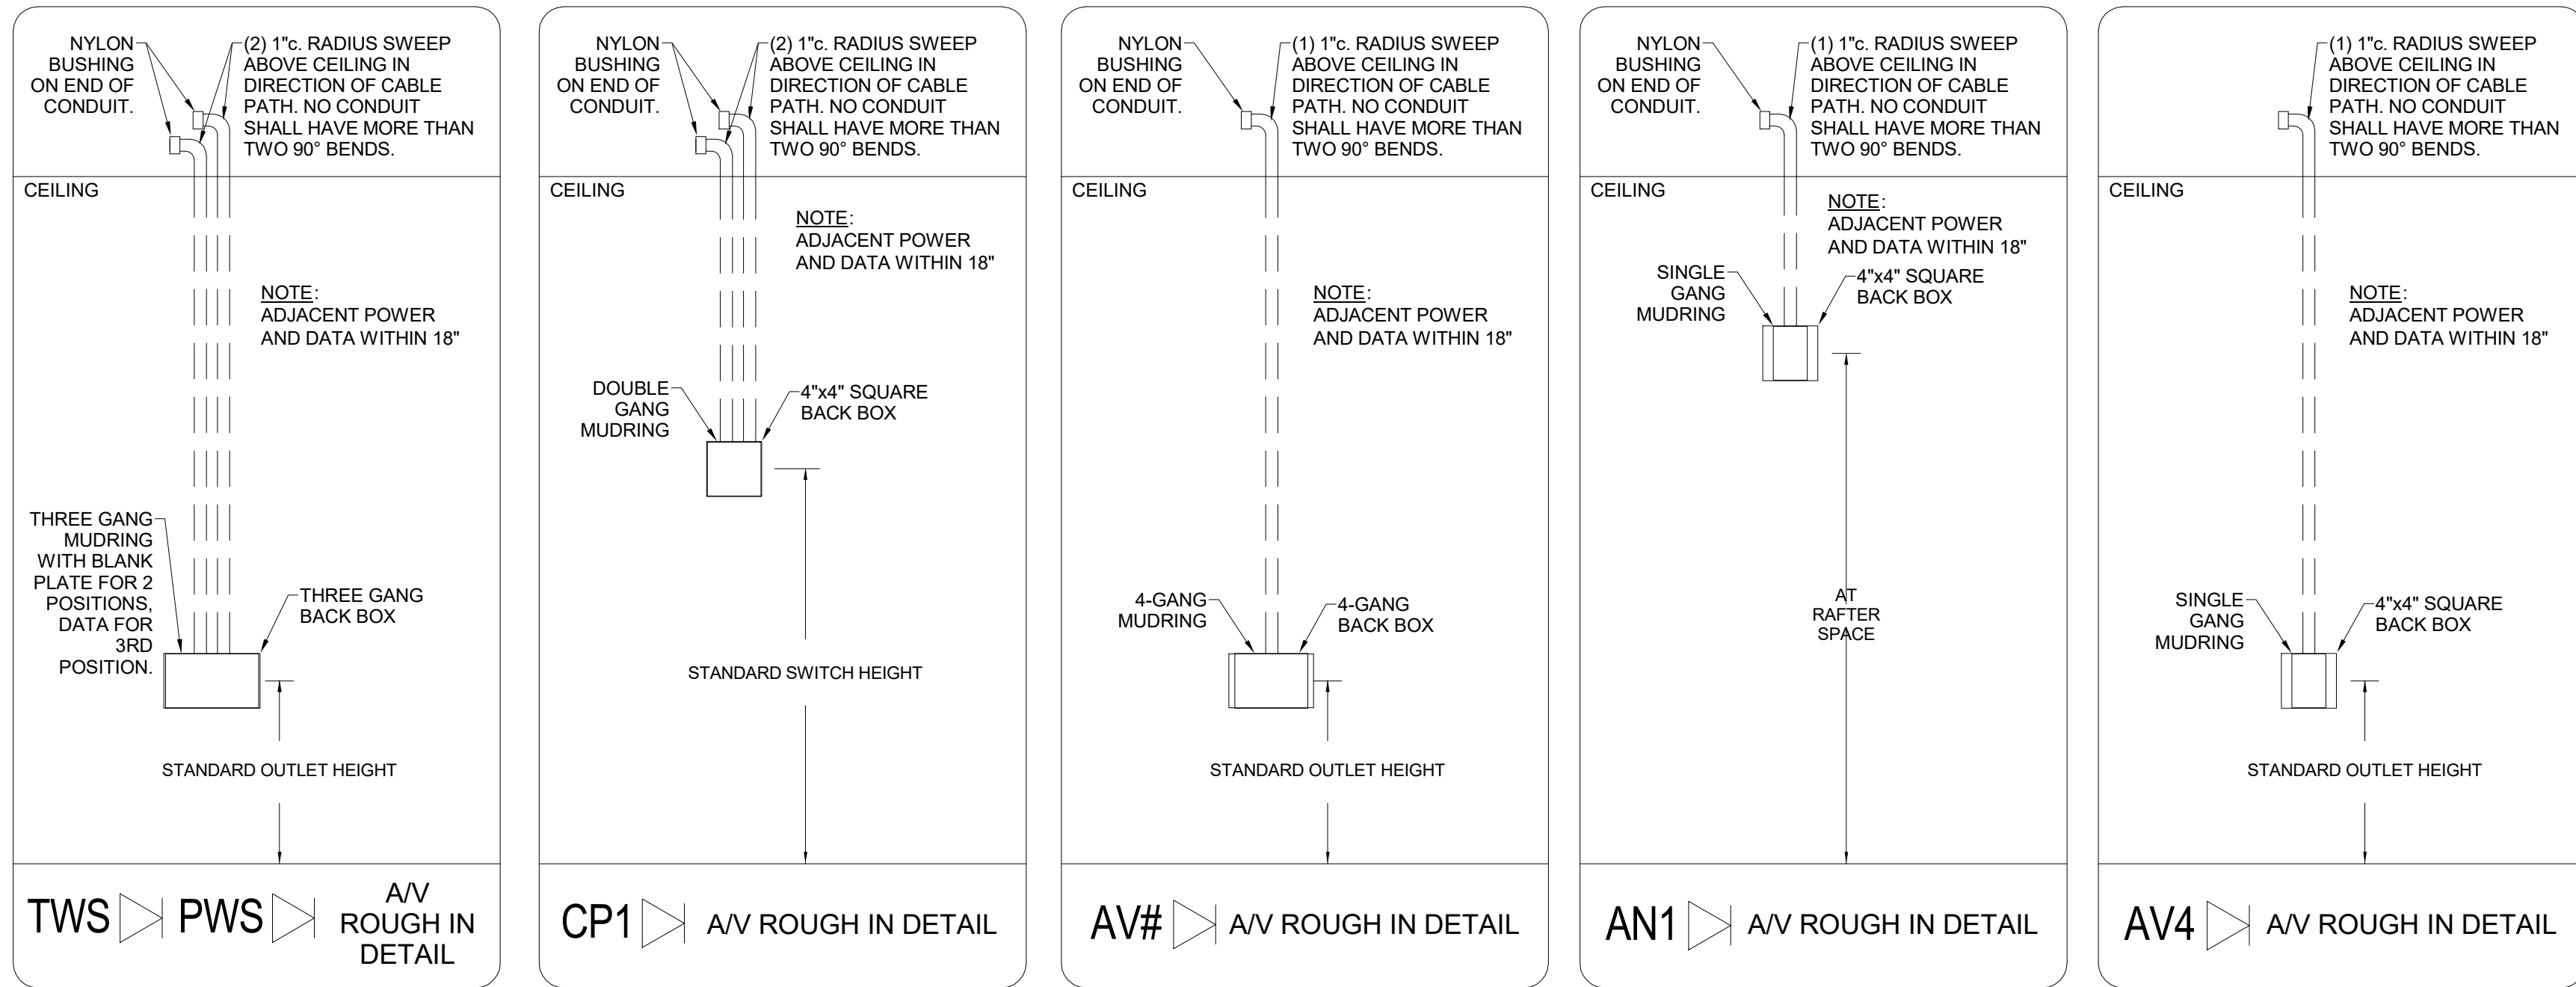 NYLON
BUSHING
ON END OF
CONDUIT.
(2) 1"c. RADIUS SWEEP
ABOVE CEILING IN
DIRECTION OF CABLE
PATH. NO CONDUIT
SHALL HAVE MORE THAN
TWO 90° BENDS.
CEILING
NOTE:
ADJACENT POWER
AND DATA WITHIN 18"
THREE GANG
MUDRING
WITH BLANK
PLATE FOR 2
POSITIONS,
DATA FOR
3RD
POSITION.
THREE GANG
BACK BOX
STANDARD OUTLET HEIGHT
TWS PWS
A/V
ROUGH IN
DETAIL
NYLON
BUSHING
ON END OF
CONDUIT.
(2) 1"c. RADIUS SWEEP
ABOVE CEILING IN
DIRECTION OF CABLE
PATH. NO CONDUIT
SHALL HAVE MORE THAN
TWO 90° BENDS.
CEILING
NOTE:
ADJACENT POWER
AND DATA WITHIN 18"
DOUBLE
GANG
MUDRING
4"x4" SQUARE
BACK BOX
STANDARD SWITCH HEIGHT
CP1 A/V ROUGH IN DETAIL
NYLON
BUSHING
ON END OF
CONDUIT.
(1) 1"c. RADIUS SWEEP
ABOVE CEILING IN
DIRECTION OF CABLE
PATH. NO CONDUIT
SHALL HAVE MORE THAN
TWO 90° BENDS.
CEILING
NOTE:
ADJACENT POWER
AND DATA WITHIN 18"
4-GANG
MUDRING
4-GANG
BACK BOX
STANDARD OUTLET HEIGHT
AV# A/V ROUGH IN DETAIL
NYLON
BUSHING
ON END OF
CONDUIT.
(1) 1"c. RADIUS SWEEP
ABOVE CEILING IN
DIRECTION OF CABLE
PATH. NO CONDUIT
SHALL HAVE MORE THAN
TWO 90° BENDS.
CEILING
NOTE:
ADJACENT POWER
AND DATA WITHIN 18"
SINGLE
GANG
MUDRING
4"x4" SQUARE
BACK BOX
AT
RAFTER
SPACE
AN1 A/V ROUGH IN DETAIL
(1) 1"c. RADIUS SWEEP
ABOVE CEILING IN
DIRECTION OF CABLE
PATH. NO CONDUIT
SHALL HAVE MORE THAN
TWO 90° BENDS.
CEILING
NOTE:
ADJACENT POWER
AND DATA WITHIN 18"
SINGLE
GANG
MUDRING
4"x4" SQUARE
BACK BOX
STANDARD OUTLET HEIGHT
AV4 A/V ROUGH IN DETAIL